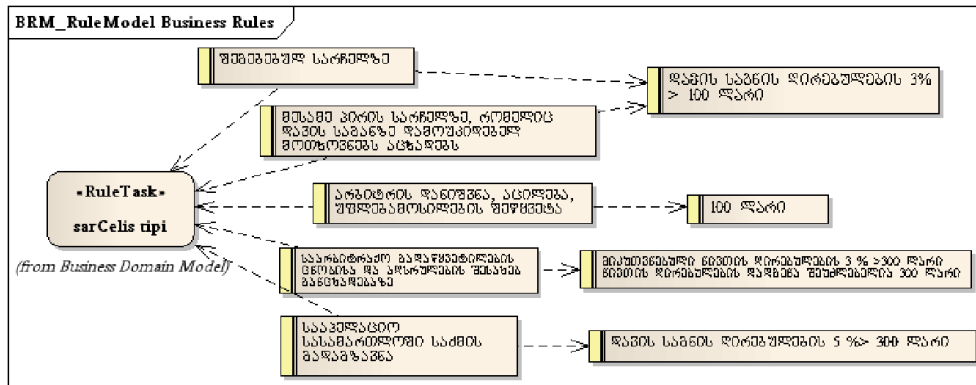 BRM_RuleModel Business Rules
შეგებებულ სარჩელზე
დავის საგნის ღირებულების 3%
> 100 ლარი
მესამე პირის სარჩელზე, რომელიც
დავის საგანზე დამოუკიდებელ
მოთხოვნებს აცხადებს
«RuleTask»
sarCelis tipi
(from Business Domain Model)
არბიტრის დანიშვნა, აცილება,
უფლებამოსილების შეწყვეტა
100 ლარი
საარბიტრაჟო გადაწყვეტილების
ცნობისა და აღსრულების შესახებ
განცხადებაზე
მიკუთვნებული ნივთის ღირებულების 3 % >300 ლარი
ნივთის ღირებულების დადგენა შეუძლებელია 300 ლარი
სააპელაციო
სასამართლოში საქმის
გადაგზავნა
დავის საგნის ღირებულების 5 %> 300 ლარი